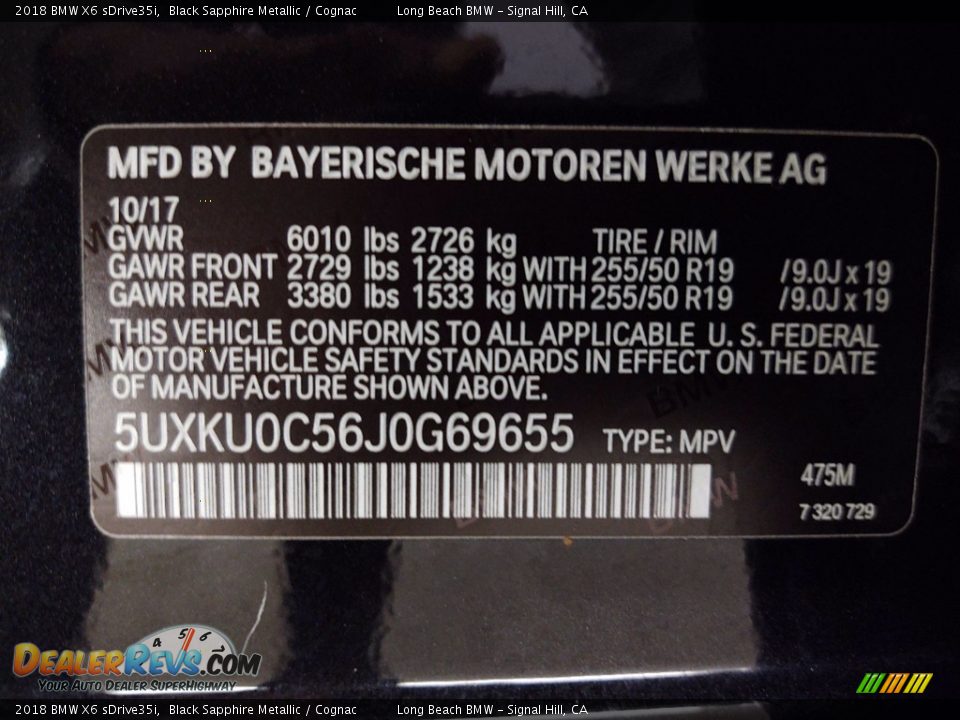 2018 BMW X6 sDrive35i, Black Sapphire Metallic / Cognac Long Beach BMW - Signal Hill, CA
MFD BY BAYERISCHE MOTOREN WERKE AG
10/17
GVWR 6010 lbs 2726 kg TIRE / RIM
GAWR FRONT 2729 lbs 1238 kg WITH 255/50 R19 /9.0J x 19
GAWR REAR 3380 lbs 1533 kg WITH 255/50 R19 /9.0J x 19
THIS VEHICLE CONFORMS TO ALL APPLICABLE U. S. FEDERAL
MOTOR VEHICLE SAFETY STANDARDS IN EFFECT ON THE DATE
OF MANUFACTURE SHOWN ABOVE.
5UXKU0C56J0G69655 TYPE: MPV
475M
7 320 729
4 5 6
DEALERREVS.COM
YOUR AUTO DEALER SUPERHIGHWAY
2018 BMW X6 sDrive35i, Black Sapphire Metallic / Cognac Long Beach BMW - Signal Hill, CA